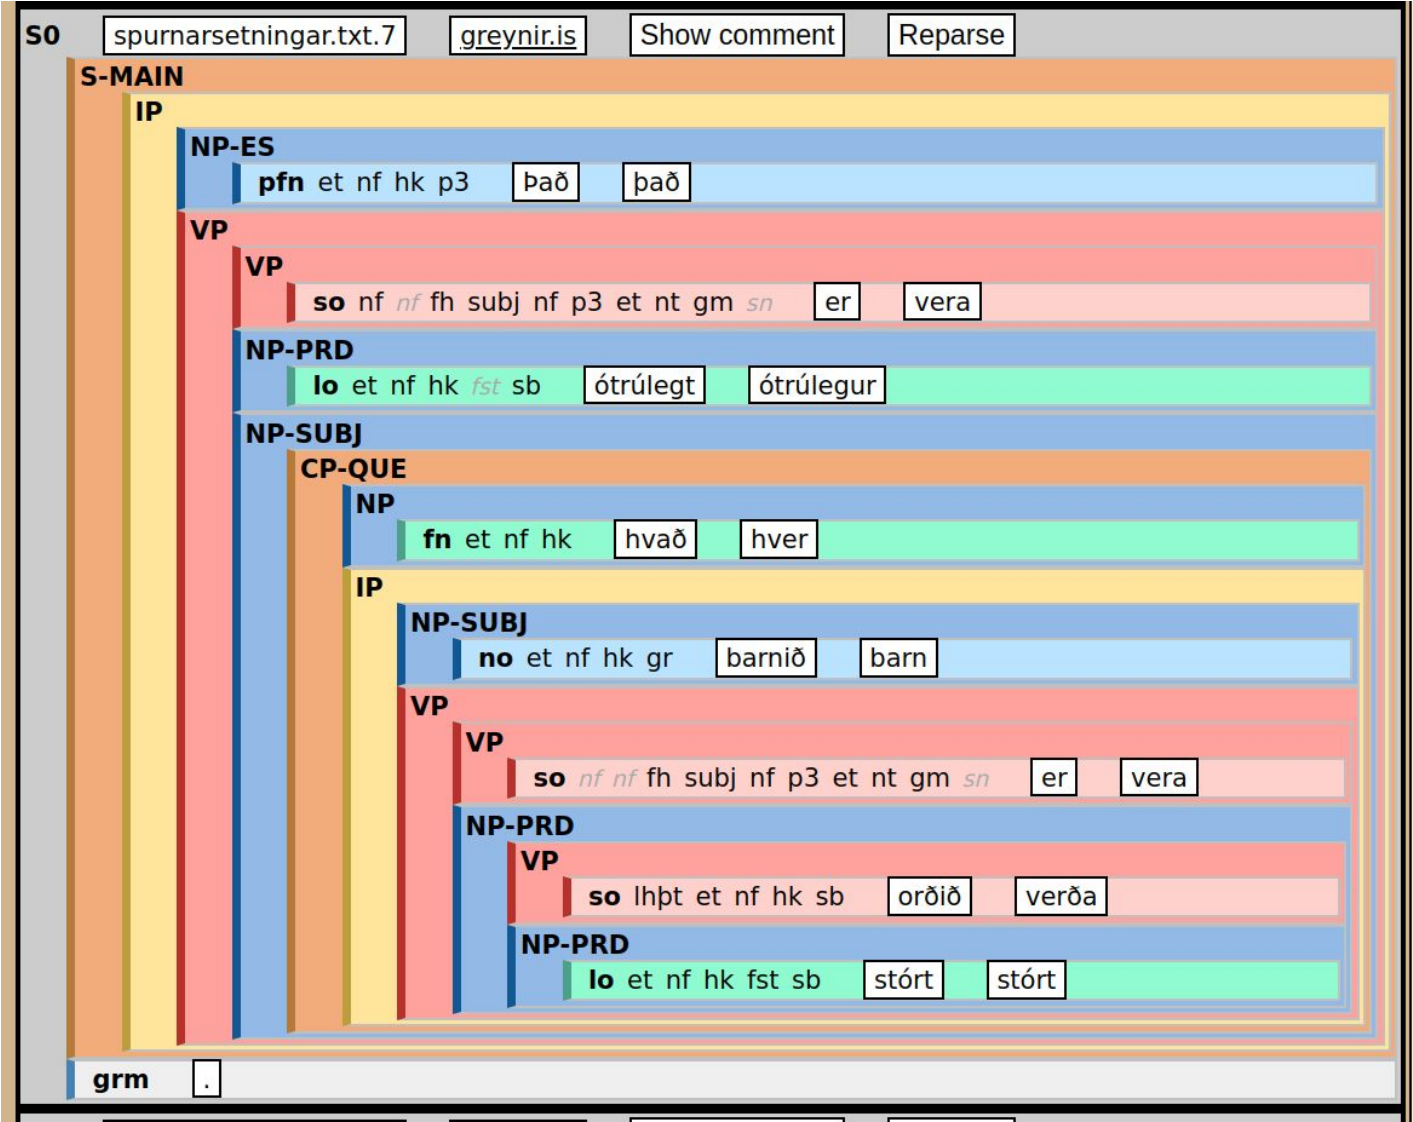 S0 spurnarsetningar.txt.7 greynir.is Show comment Reparse
S-MAIN
IP
NP-ES
pfn et nf hk p3 Það það
VP
VP
so nf nf fh subj nf p3 et nt gm sn er vera
NP-PRD
lo et nf hk fst sb ótrúlegt ótrúlegur
NP-SUBJ
CP-QUE
NP
fn et nf hk hvað hver
IP
NP-SUBJ
no et nf hk gr barnið barn
VP
VP
so nf nf fh subj nf p3 et nt gm sn er vera
NP-PRD
VP
so lhþt et nf hk sb orðið verða
NP-PRD
lo et nf hk fst sb stórt stórt
grm .